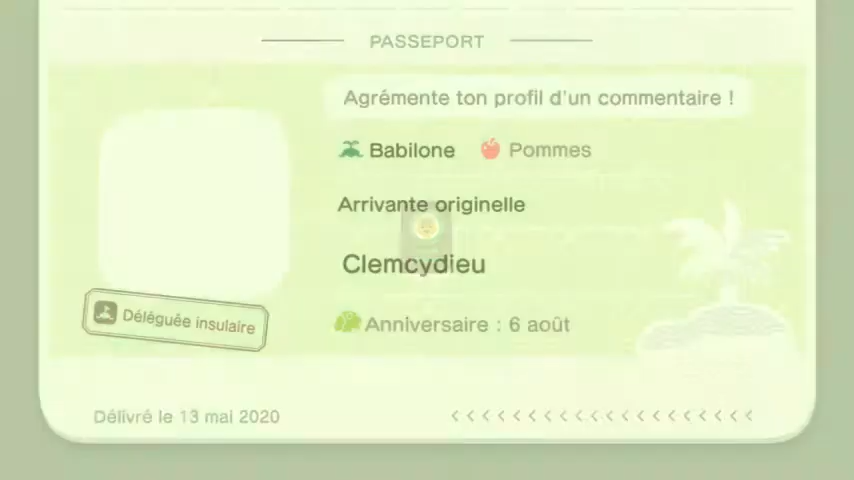 PASSEPORT
Agrémente ton profil d'un commentaire !
Babilone Pommes
Arrivante originelle
Clemcydieu
Déléguée insulaire
Anniversaire : 6 août
Délivré le 13 mai 2020 <<<<<<<<<<<<<<<<<<<